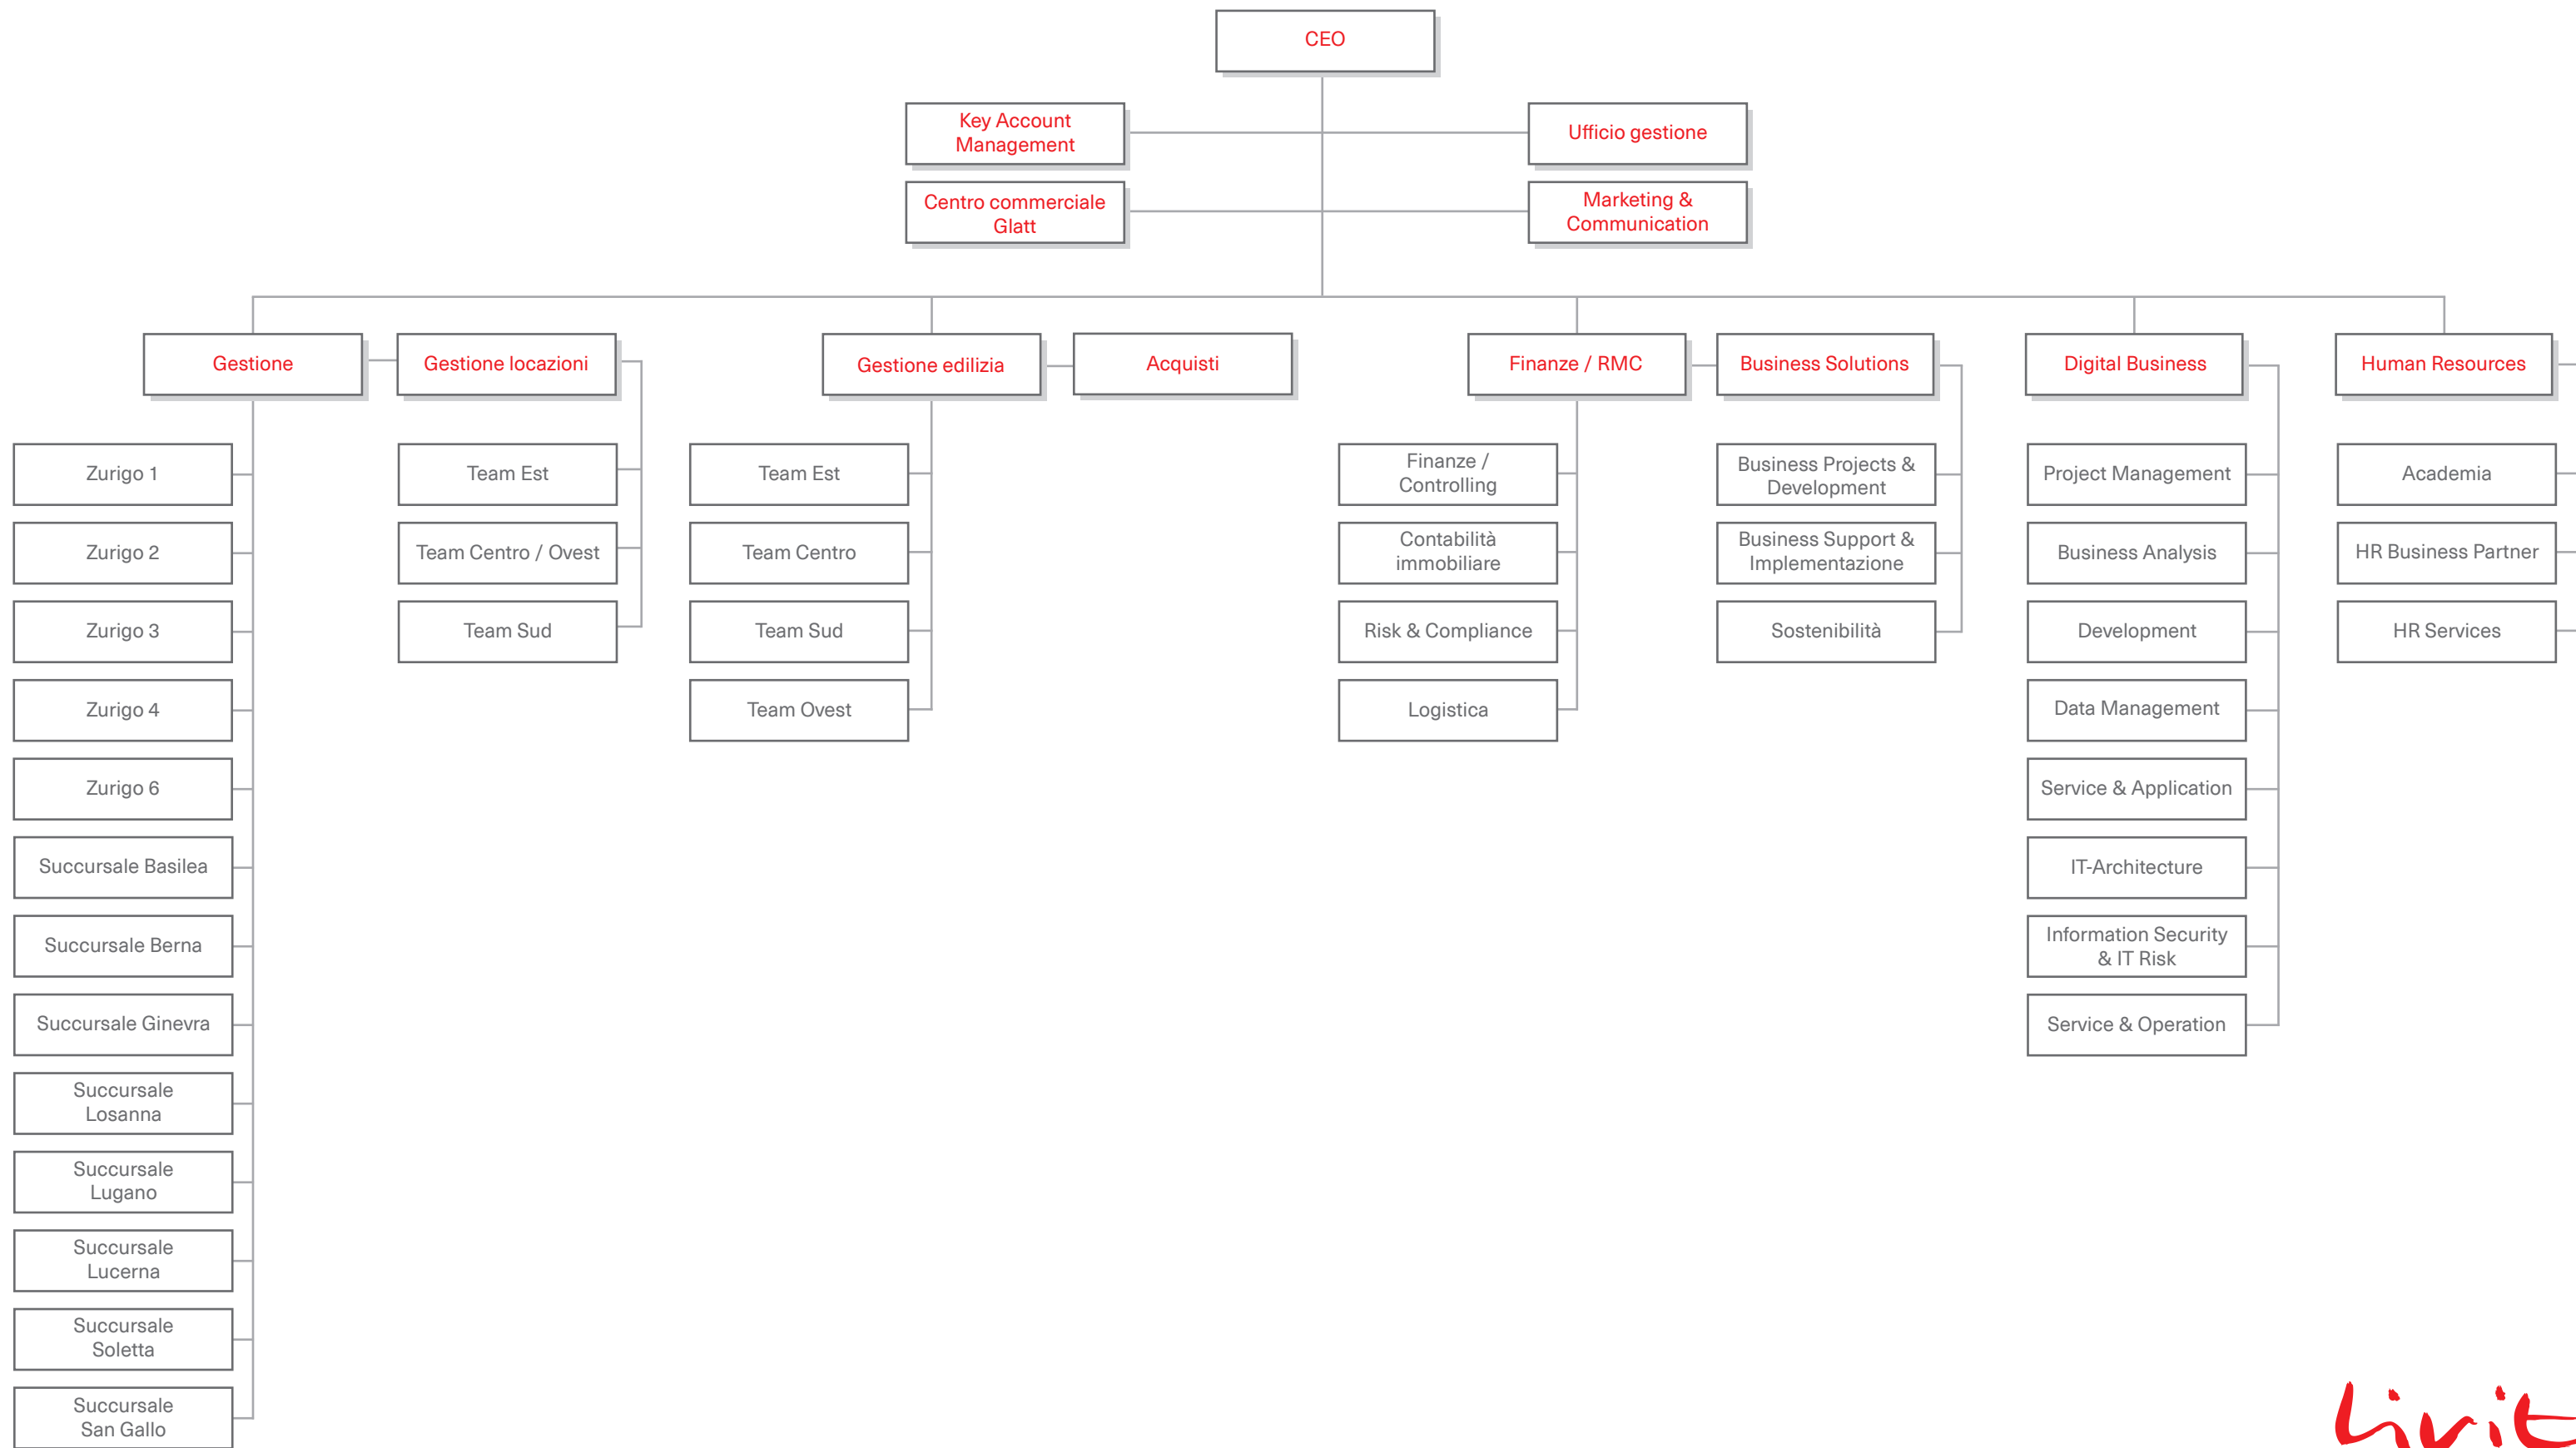 CEO
Key Account
Management
Ufficio gestione
Centro commerciale
Glatt
Marketing &
Communication
Gestione
Gestione locazioni
Gestione edilizia
Acquisti
Finanze / RMC
Business Solutions
Digital Business
Human Resources
Zurigo 1
Zurigo 2
Zurigo 3
Zurigo 4
Zurigo 6
Succursale Basilea
Succursale Berna
Succursale Ginevra
Succursale
Losanna
Succursale
Lugano
Succursale
Lucerna
Succursale
Soletta
Succursale
San Gallo
Team Est
Team Centro / Ovest
Team Sud
Team Est
Team Centro
Team Sud
Team Ovest
Finanze /
Controlling
Contabilità
immobiliare
Risk & Compliance
Logistica
Business Projects &
Development
Business Support &
Implementazione
Sostenibilità
Project Management
Business Analysis
Development
Data Management
Service & Application
IT-Architecture
Information Security
& IT Risk
Service & Operation
Academia
HR Business Partner
HR Services
livit